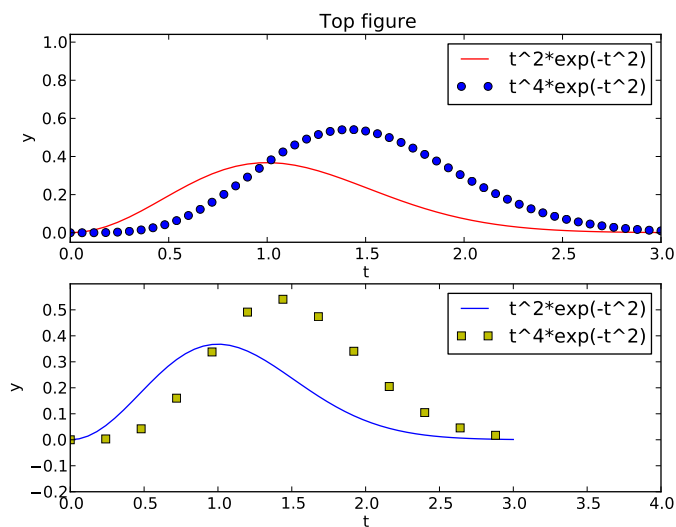 Top figure
1.0
0.8
0.6
0.4
0.2
0.0
y
t^2*exp(-t^2)
t^4*exp(-t^2)
0.0 0.5 1.0 1.5 2.0 2.5 3.0
t
0.5
0.4
0.3
0.2
0.1
0.0
−0.1
−0.2
y
t^2*exp(-t^2)
t^4*exp(-t^2)
0.0 0.5 1.0 1.5 2.0 2.5 3.0 3.5 4.0
t